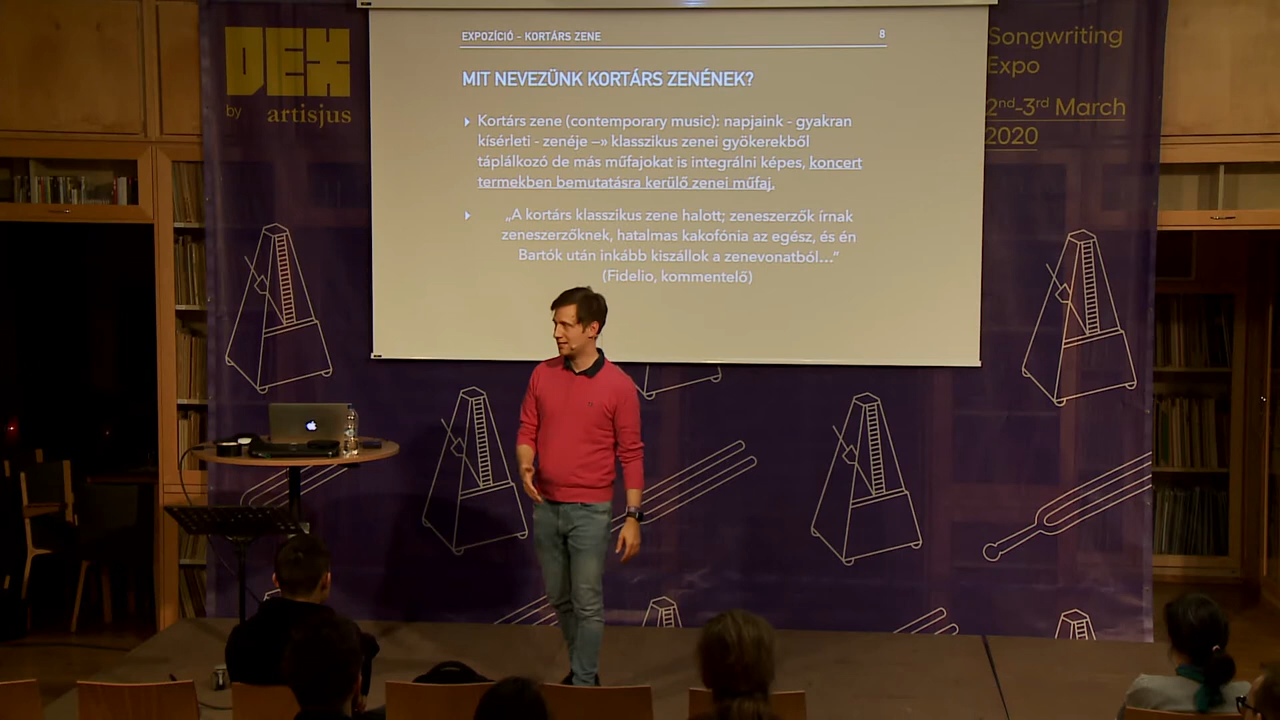 DEX
by artisjus
EXPOZÍCIÓ – KORTÁRS ZENE
8
MIT NEVEZÜNK KORTÁRS ZENÉNEK?
Kortárs zene (contemporary music): napjaink - gyakran
kísérleti - zenéje —» klasszikus zenei gyökerekből
táplálkozó de más műfajokat is integrálni képes, koncert
termekben bemutatásra kerülő zenei műfaj.
„A kortárs klasszikus zene halott; zeneszerzők írnak
zeneszerzőknek, hatalmas kakofónia az egész, és én
Bartók után inkább kiszállok a zenevonatból…”
(Fidelio, kommentelő)
Songwriting
Expo
2nd-3rd March
2020